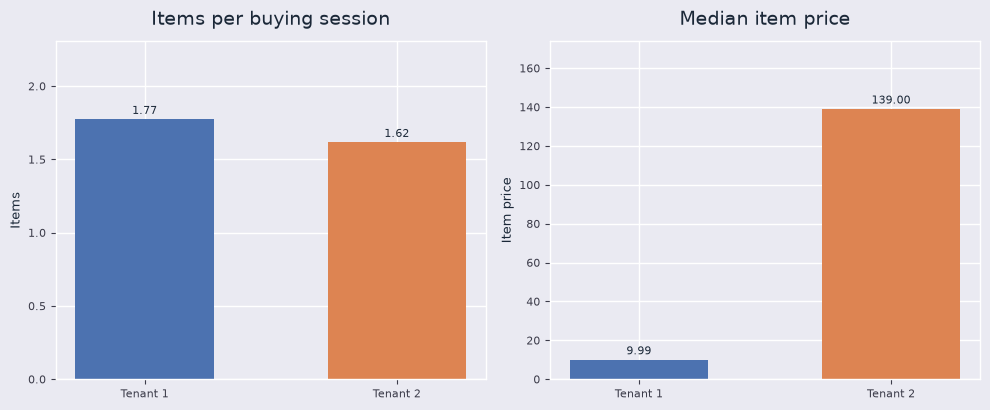 Items per buying session
Items
2.0
1.5
1.0
0.5
0.0
1.77
1.62
Tenant 1
Tenant 2
Median item price
Item price
160
140
120
100
80
60
40
20
0
9.99
139.00
Tenant 1
Tenant 2